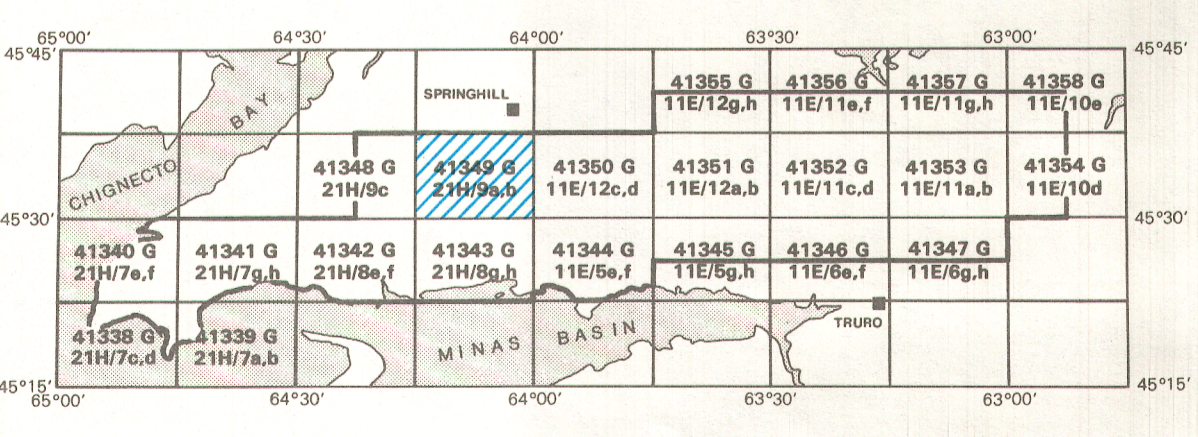 65°00′ 64°30′ 64°00′ 63°30′ 63°00′
45°45′ 45°45′
SPRINGHILL
41355 G 41356 G 41357 G 41358 G
11E/12g,h 11E/11e,f 11E/11g,h 11E/10e
CHIGNECTO BAY
41348 G 41349 G 41350 G 41351 G 41352 G 41353 G 41354 G
21H/9c 21H/9a,b 11E/12c,d 11E/12a,b 11E/11c,d 11E/11a,b 11E/10d
45°30′ 45°30′
41340 G 41341 G 41342 G 41343 G 41344 G 41345 G 41346 G 41347 G
21H/7e,f 21H/7g,h 21H/8e,f 21H/8g,h 11E/5e,f 11E/5g,h 11E/6e,f 11E/6g,h
TRURO
41338 G 41339 G
MINAS BASIN
21H/7c,d 21H/7a,b
45°15′ 45°15′
65°00′ 64°30′ 64°00′ 63°30′ 63°00′